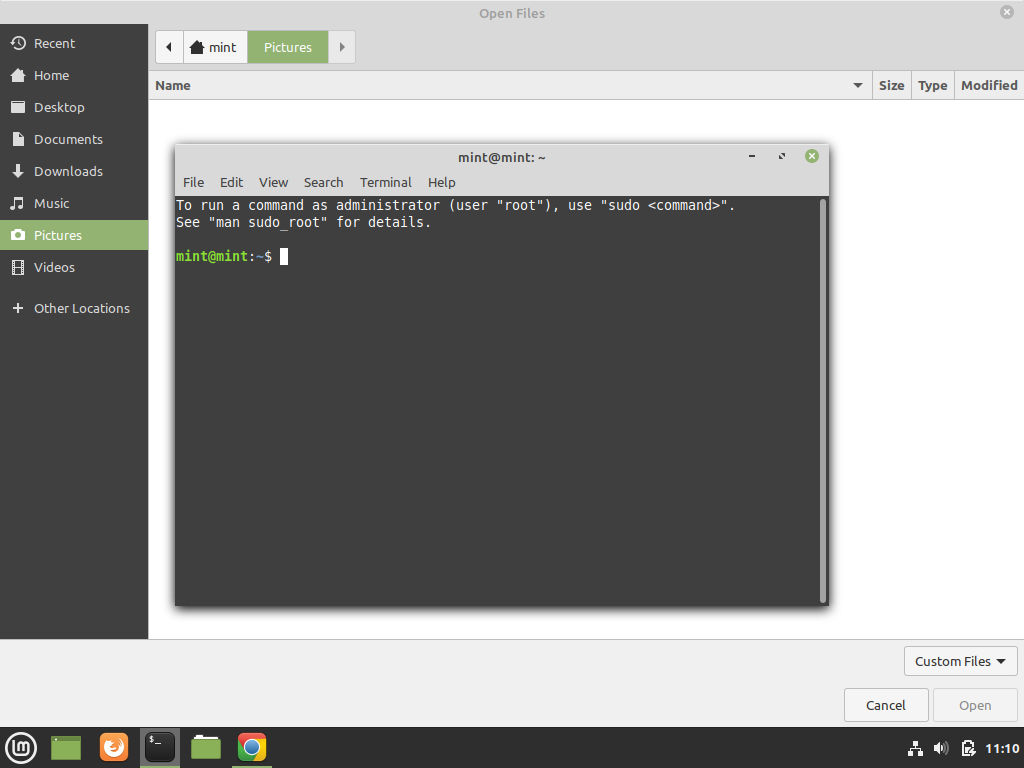 Open Files
Recent
Home
Desktop
Documents
Downloads
Music
Pictures
Videos
Other Locations
mint Pictures
Name Size Type Modified
mint@mint: ~
File Edit View Search Terminal Help
To run a command as administrator (user "root"), use "sudo <command>".
See "man sudo_root" for details.
mint@mint:~$
Custom Files
Cancel Open
11:10